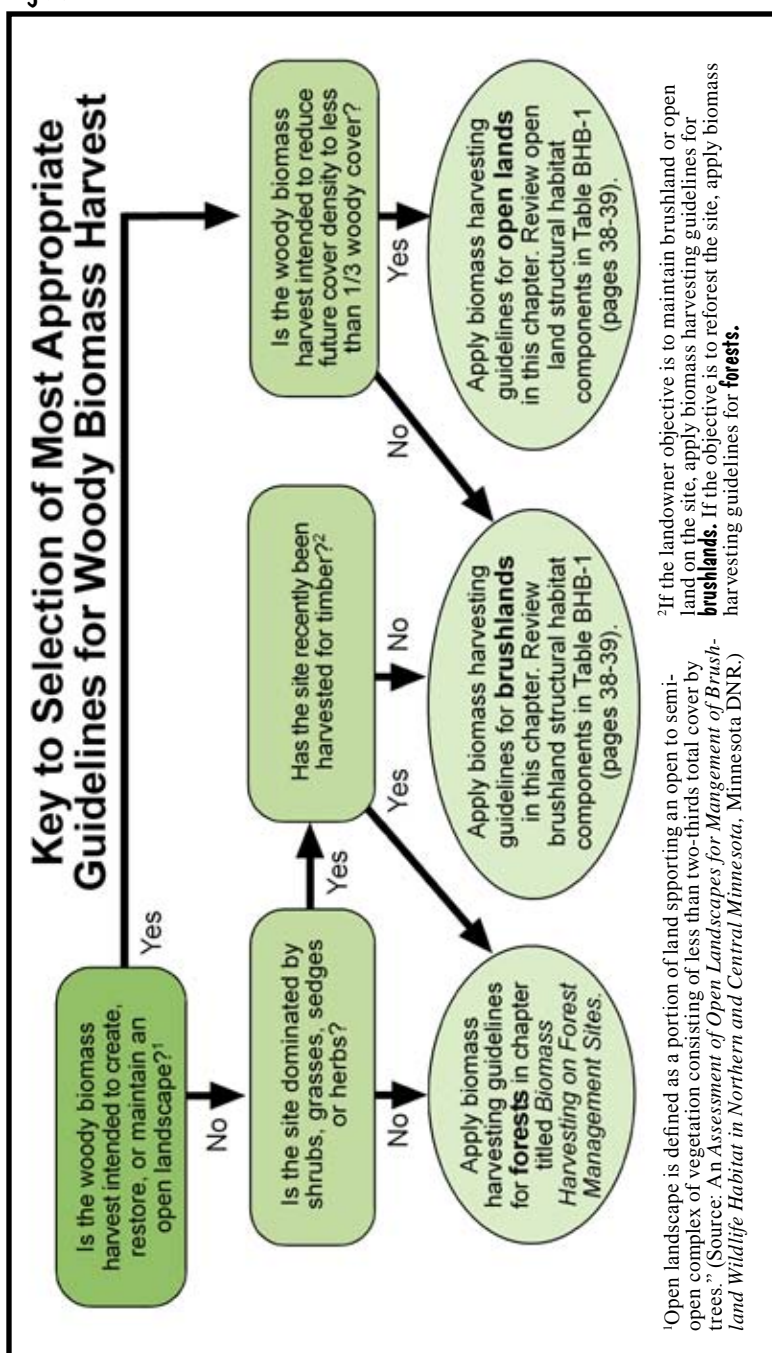 Key to Selection of Most Appropriate
Guidelines for Woody Biomass Harvest
Is the woody biomass
harvest intended to create,
restore, or maintain an
open landscape?¹
Yes
No
Is the woody biomass
harvest intended to reduce
future cover density to less
than 1/3 woody cover?
Yes
No
Is the site dominated by
shrubs, grasses, sedges
or herbs?
Yes
No
Has the site recently been
harvested for timber?²
No
Yes
Apply biomass
harvesting guidelines
for forests in chapter
titled Biomass
Harvesting on Forest
Management Sites.
Apply biomass harvesting
guidelines for brushlands
in this chapter. Review
brushland structural habitat
components in Table BHB-1
(pages 38-39).
Apply biomass harvesting
guidelines for open lands
in this chapter. Review open
land structural habitat
components in Table BHB-1
(pages 38-39).
¹Open landscape is defined as a portion of land spporting an open to semi-
open complex of vegetation consisting of less than two-thirds total cover by
trees.” (Source: An Assessment of Open Landscapes for Mangement of Brush-
land Wildlife Habitat in Northern and Central Minnesota, Minnesota DNR.)
²If the landowner objective is to maintain brushland or open
land on the site, apply biomass harvesting guidelines for
brushlands. If the objective is to reforest the site, apply biomass
harvesting guidelines for forests.